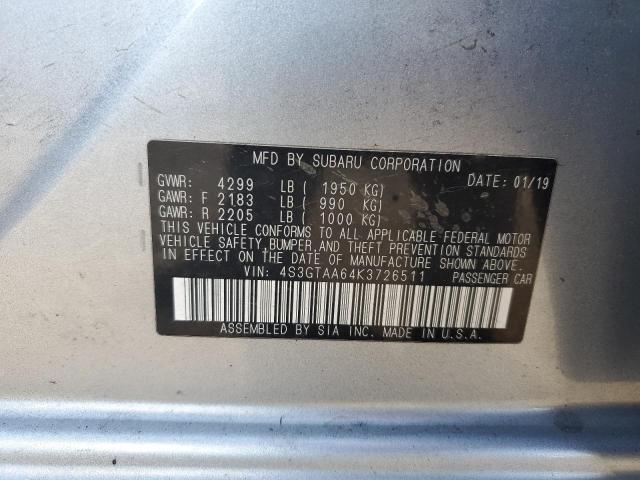 MFD BY SUBARU CORPORATION
GVWR: 4299 LB ( 1950 KG) DATE: 01/19
GAWR: F 2183 LB ( 990 KG)
GAWR: R 2205 LB ( 1000 KG)
THIS VEHICLE CONFORMS TO ALL APPLICABLE FEDERAL MOTOR
VEHICLE SAFETY, BUMPER, AND THEFT PREVENTION STANDARDS
IN EFFECT ON THE DATE OF MANUFACTURE SHOWN ABOVE.
VIN: 4S3GTAA64K3726511 PASSENGER CAR
ASSEMBLED BY SIA INC. MADE IN U.S.A.